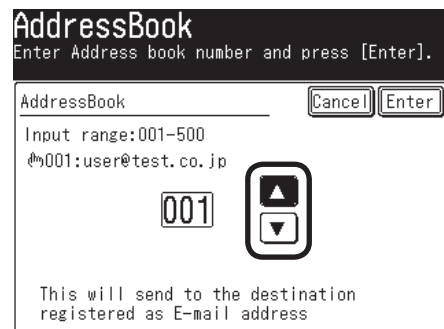 AddressBook
Enter Address book number and press [Enter].
AddressBook
Cancel Enter
Input range:001-500
001:user@test.co.jp
001
This will send to the destination
registered as E-mail address